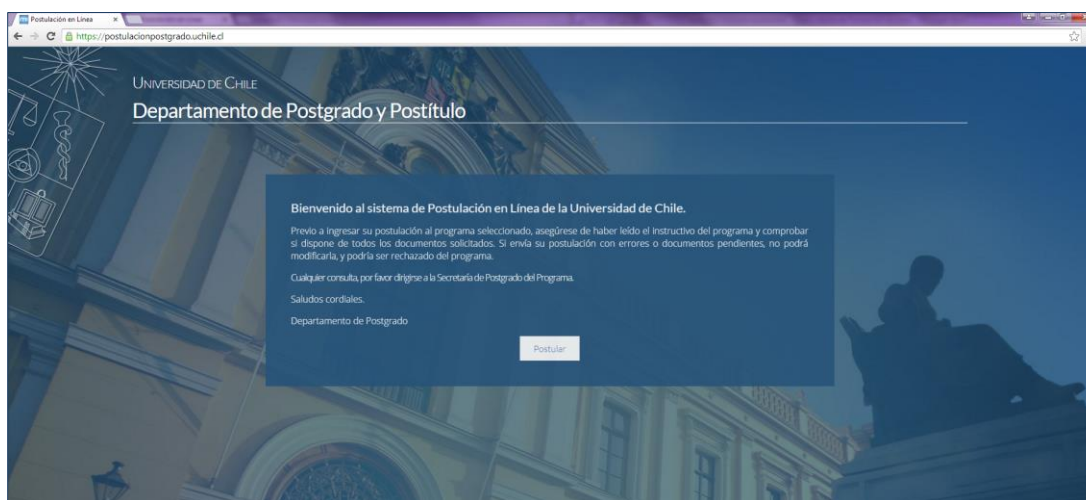 Postulación en Línea
https://postulacionpostgrado.uchile.cl
UNIVERSIDAD DE CHILE
Departamento de Postgrado y Postítulo
Bienvenido al sistema de Postulación en Línea de la Universidad de Chile.
Previo a ingresar su postulación al programa seleccionado, asegúrese de haber leído el instructivo del programa y comprobar
si dispone de todos los documentos solicitados. Si envía su postulación con errores o documentos pendientes, no podrá
modificarla, y podría ser rechazado del programa.
Cualquier consulta, por favor dirigirse a la Secretaría de Postgrado del Programa.
Saludos cordiales.
Departamento de Postgrado
Postular